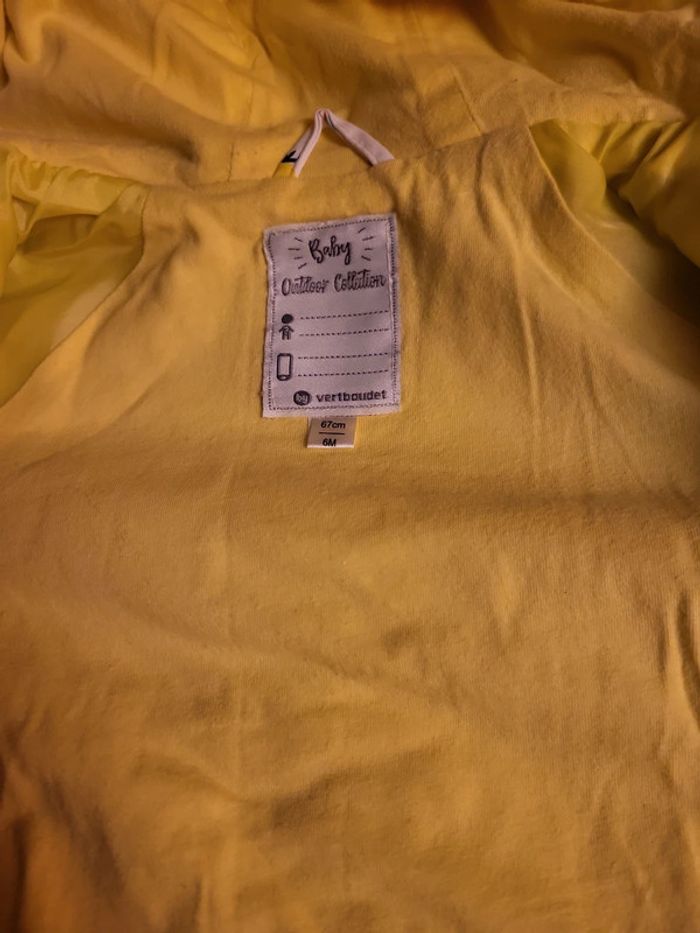 Baby
Outdoor Collection
by vertbaudet
67cm
6M